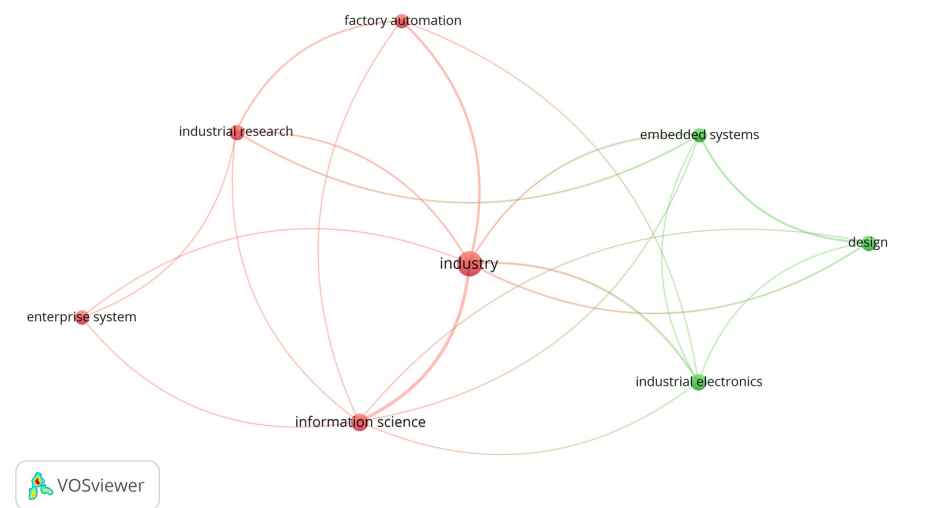 factory automation
industrial research
embedded systems
design
industry
enterprise system
industrial electronics
information science
VOSviewer